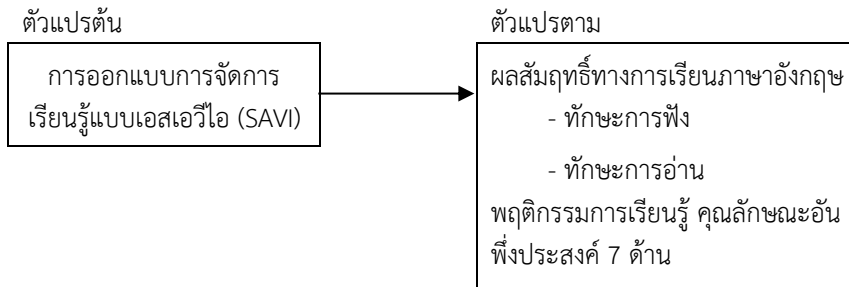 ตัวแปรต้น
การออกแบบการจัดการ
เรียนรู้แบบเอสเอวีไอ (SAVI)
ตัวแปรตาม
ผลสัมฤทธิ์ทางการเรียนภาษาอังกฤษ
- ทักษะการฟัง
- ทักษะการอ่าน
พฤติกรรมการเรียนรู้ คุณลักษณะอัน
พึ่งประสงค์ 7 ด้าน